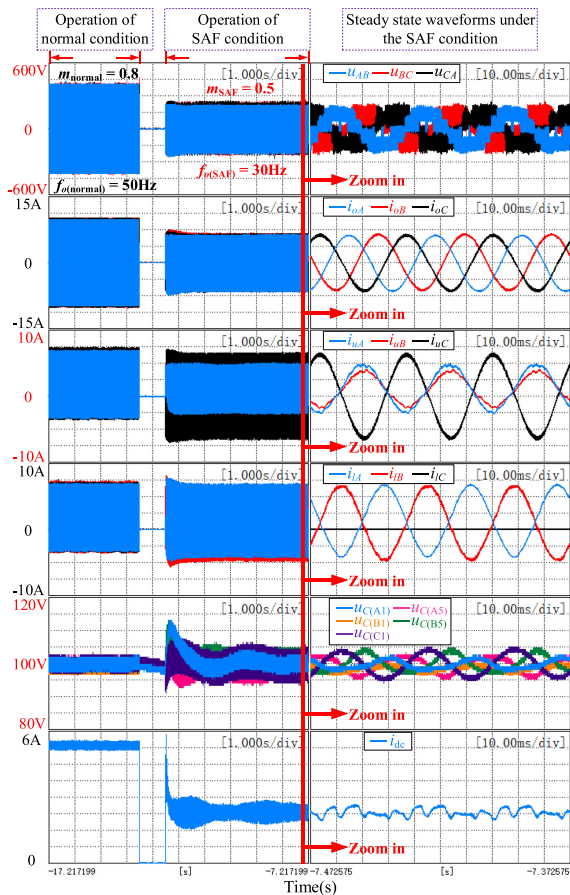 Operation of normal condition
Operation of SAF condition
Steady state waveforms under the SAF condition
600V
0
-600V
m_normal = 0.8
f_o(normal) = 50Hz
[1.000s/div]
m_SAF = 0.5
f_o(SAF) = 30Hz
u_AB u_BC u_CA
[10.00ms/div]
Zoom in
15A
0
-15A
[1.000s/div]
i_oA i_oB i_oC
[10.00ms/div]
Zoom in
10A
0
-10A
[1.000s/div]
i_uA i_uB i_uC
[10.00ms/div]
Zoom in
10A
0
-10A
[1.000s/div]
i_lA i_lB i_lC
[10.00ms/div]
Zoom in
120V
100V
80V
[1.000s/div]
u_C(A1) u_C(A5)
u_C(B1) u_C(B5)
u_C(C1)
[10.00ms/div]
Zoom in
6A
0
[1.000s/div]
i_dc
[10.00ms/div]
Zoom in
-17.217199 [s] -7.217199 -7.472575 [s] -7.372575
Time(s)